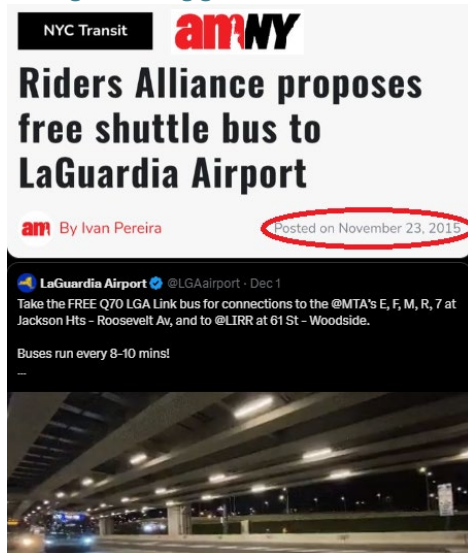 NYC Transit
amNY
Riders Alliance proposes
free shuttle bus to
LaGuardia Airport
am By Ivan Pereira
Posted on November 23, 2015
LaGuardia Airport @LGAairport · Dec 1
Take the FREE Q70 LGA Link bus for connections to the @MTA's E, F, M, R, 7 at
Jackson Hts - Roosevelt Av, and to @LIRR at 61 St - Woodside.
Buses run every 8-10 mins!
...